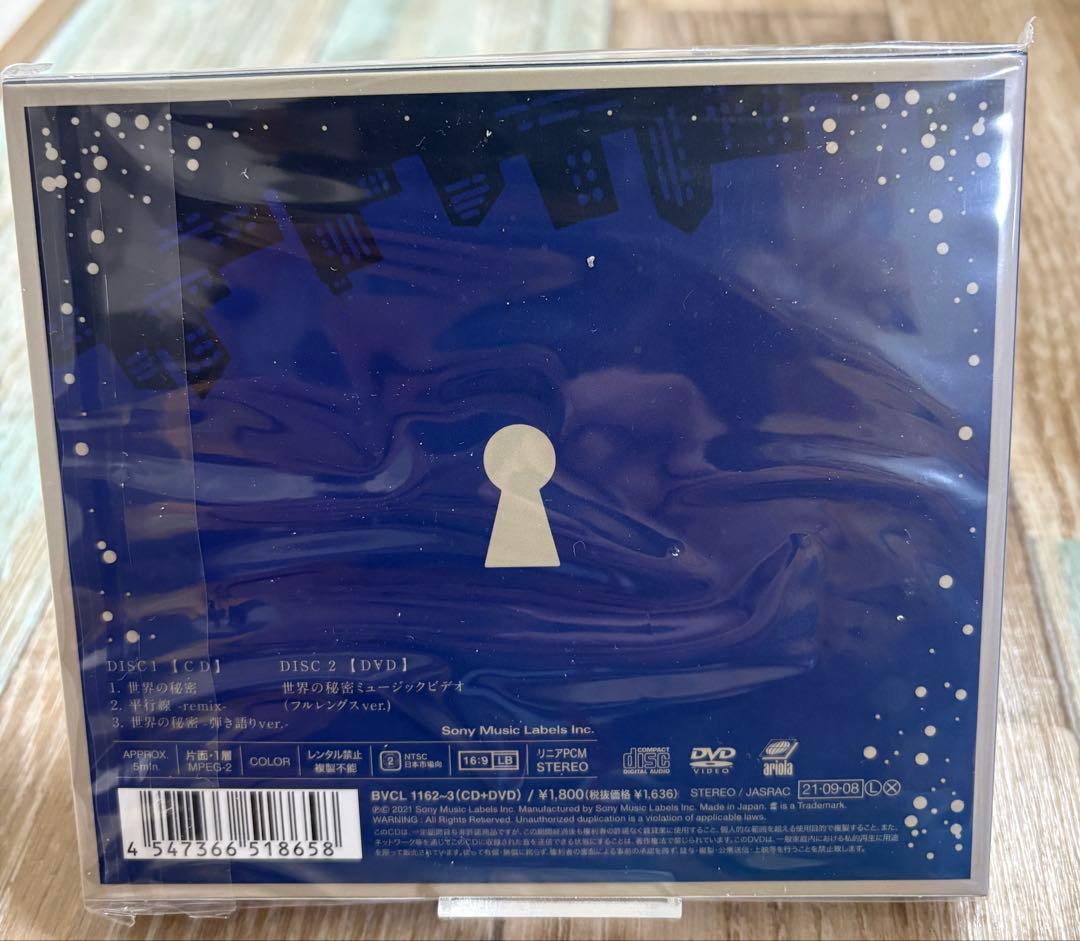 DISC 1 【CD】
1. 世界の秘密
2. 平行線 -remix-
3. 世界の秘密 -弾き語りver.-
DISC 2 【DVD】
世界の秘密ミュージックビデオ
(フルレングスver.)
Sony Music Labels Inc.
APPROX. 5min.
片面・1層 MPEG-2
COLOR
レンタル禁止 複製不能
2 NTSC 日本市場向
16:9 LB
リニアPCM STEREO
COMPACT disc DIGITAL AUDIO
DVD VIDEO
ariola
BVCL 1162~3(CD+DVD) / ¥1,800(税抜価格 ¥1,636) STEREO / JASRAC 21・09・08 L X
℗© 2021 Sony Music Labels Inc. Manufactured by Sony Music Labels Inc. Made in Japan. is a Trademark.
WARNING : All Rights Reserved. Unauthorized duplication is a violation of applicable laws.
4 547366 518658